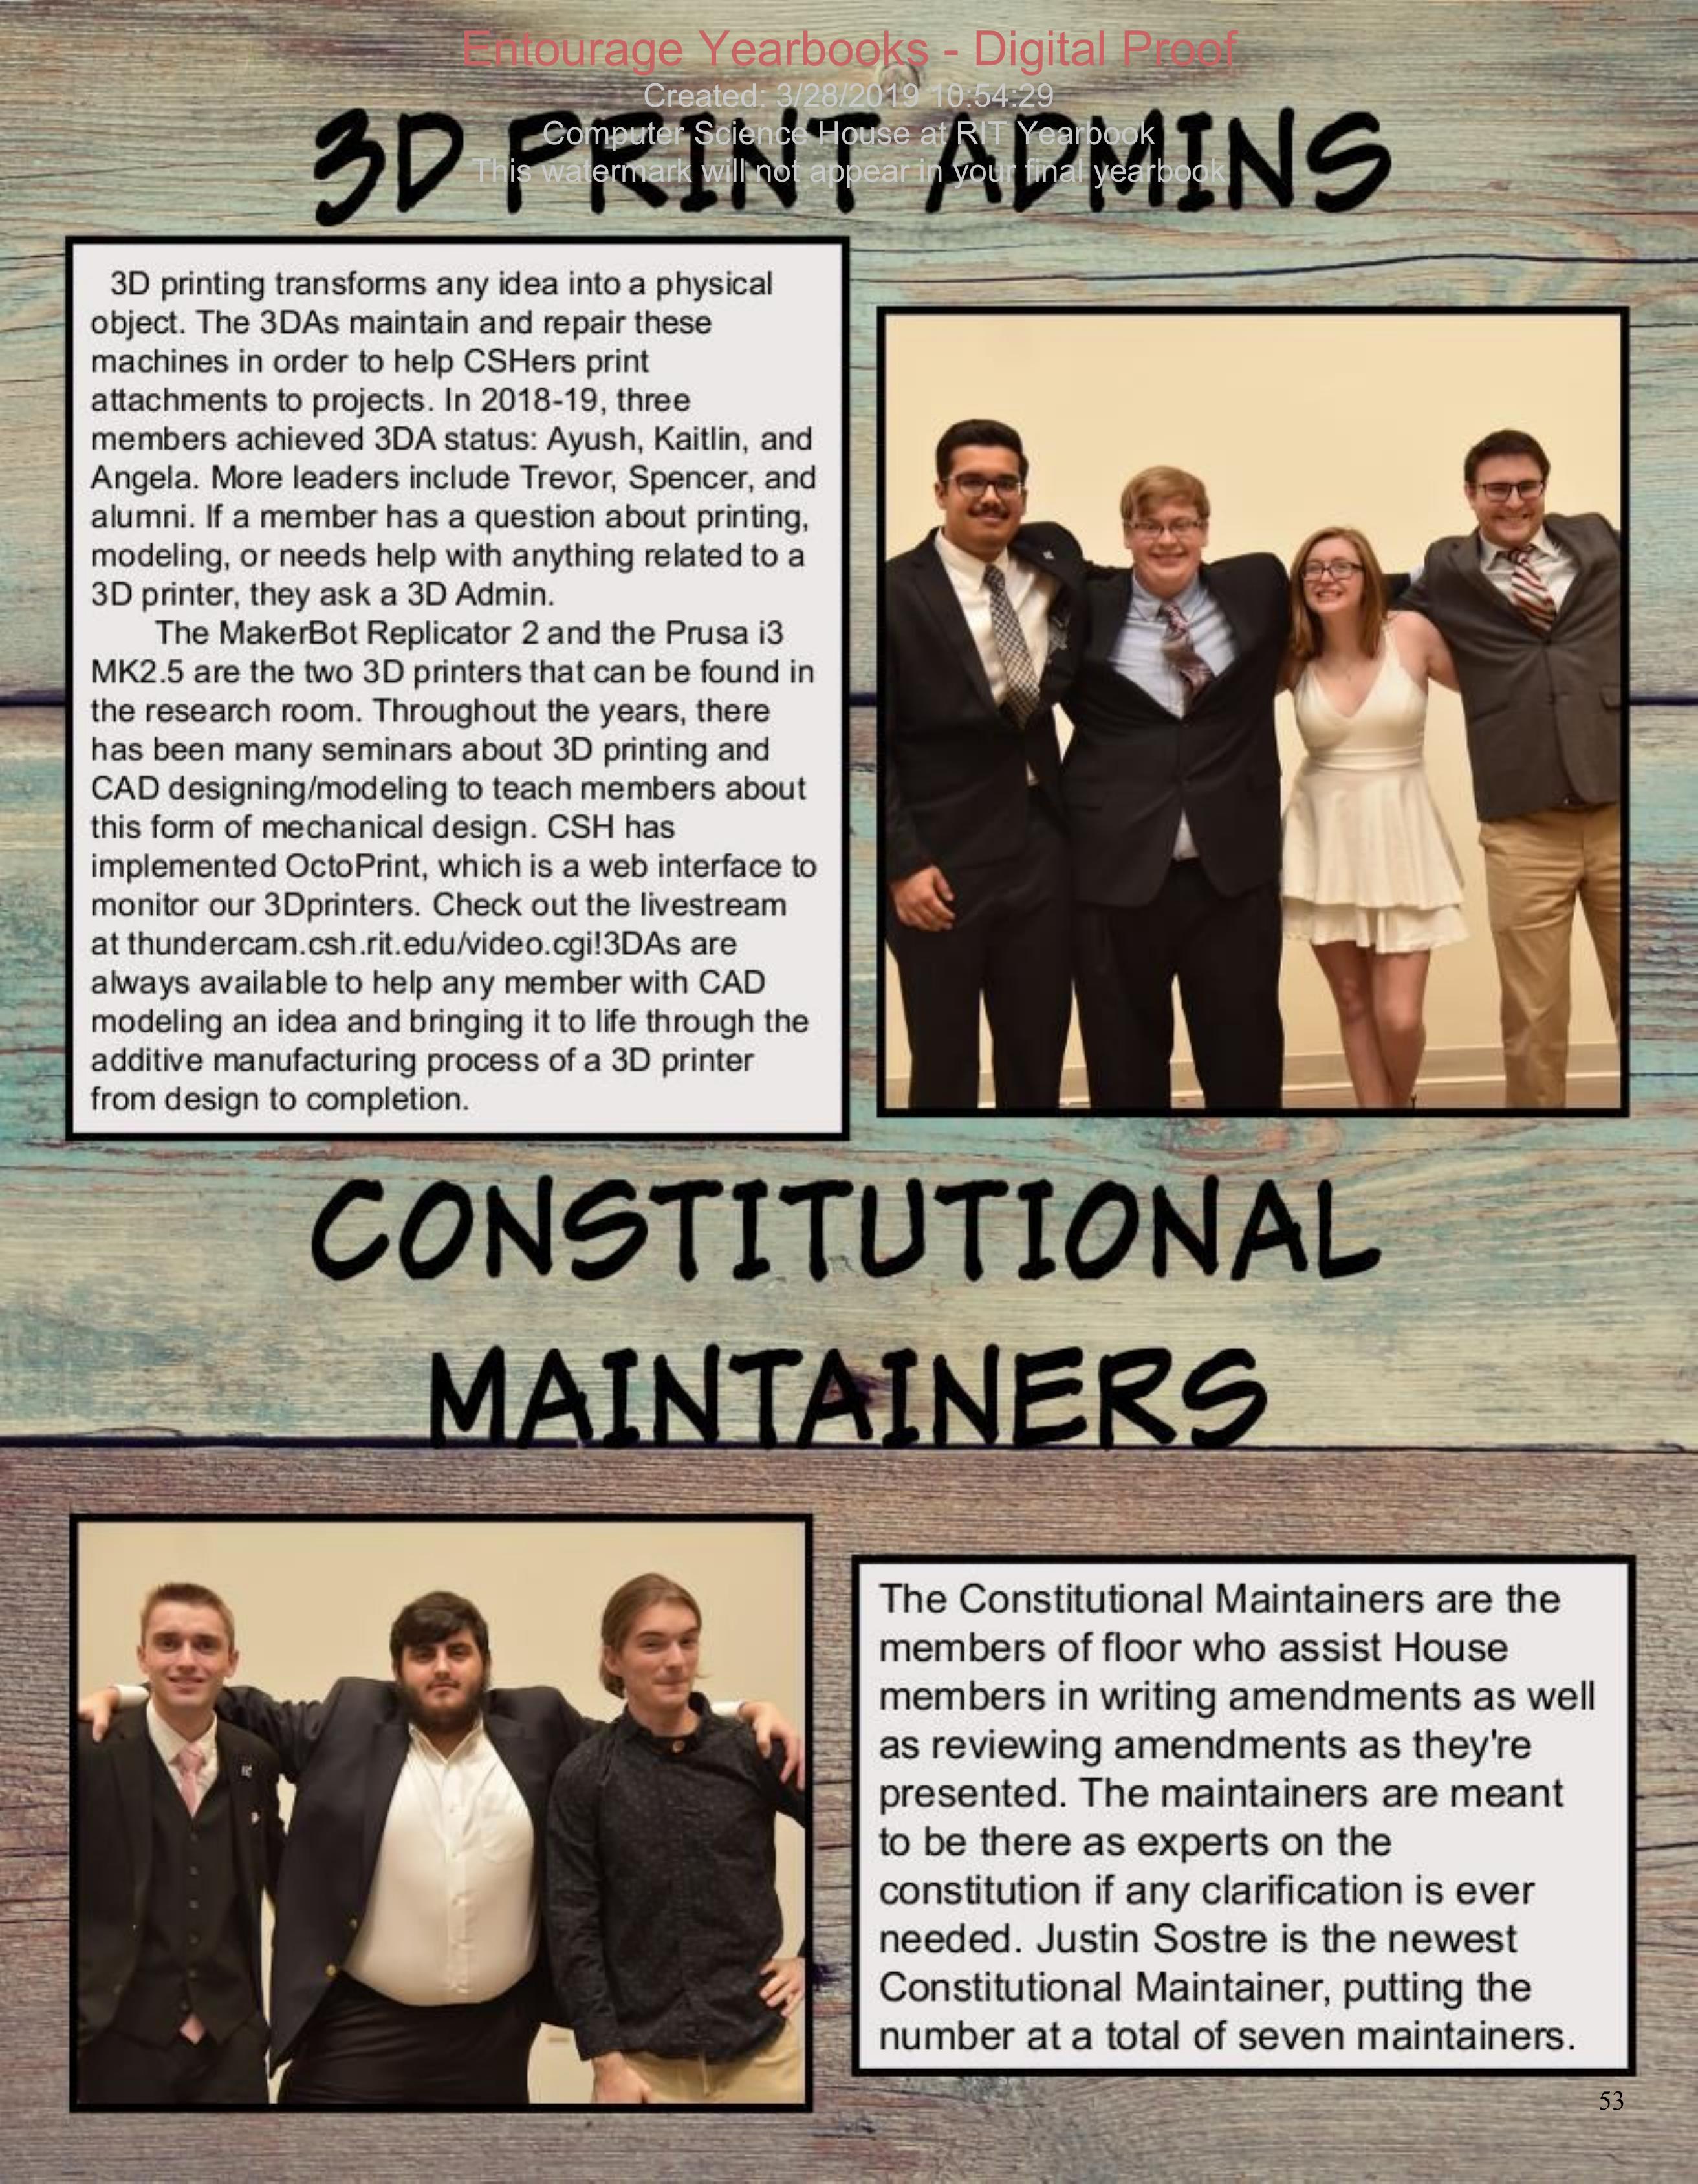 Entourage Yearbooks - Digital Proof
Created: 3/28/2019 10:54:29
Computer Science House at RIT Yearbook
This watermark will not appear in your final yearbook
3D PRINT ADMINS
3D printing transforms any idea into a physical
object. The 3DAs maintain and repair these
machines in order to help CSHers print
attachments to projects. In 2018-19, three
members achieved 3DA status: Ayush, Kaitlin, and
Angela. More leaders include Trevor, Spencer, and
alumni. If a member has a question about printing,
modeling, or needs help with anything related to a
3D printer, they ask a 3D Admin.
The MakerBot Replicator 2 and the Prusa i3
MK2.5 are the two 3D printers that can be found in
the research room. Throughout the years, there
has been many seminars about 3D printing and
CAD designing/modeling to teach members about
this form of mechanical design. CSH has
implemented OctoPrint, which is a web interface to
monitor our 3Dprinters. Check out the livestream
at thundercam.csh.rit.edu/video.cgi!3DAs are
always available to help any member with CAD
modeling an idea and bringing it to life through the
additive manufacturing process of a 3D printer
from design to completion.
CONSTITUTIONAL
MAINTAINERS
The Constitutional Maintainers are the
members of floor who assist House
members in writing amendments as well
as reviewing amendments as they're
presented. The maintainers are meant
to be there as experts on the
constitution if any clarification is ever
needed. Justin Sostre is the newest
Constitutional Maintainer, putting the
number at a total of seven maintainers.
53